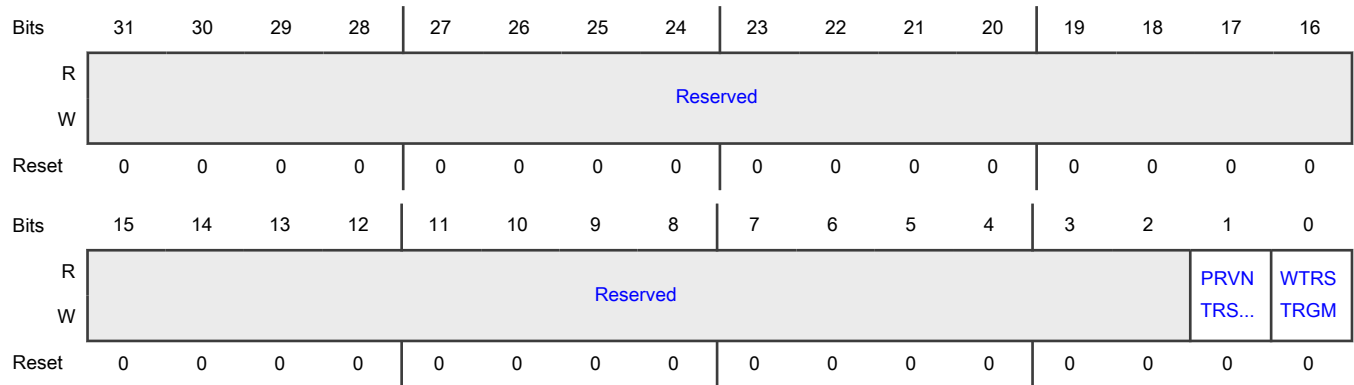 Bits 31 30 29 28 27 26 25 24 23 22 21 20 19 18 17 16
R
Reserved
W
Reset 0 0 0 0 0 0 0 0 0 0 0 0 0 0 0 0
Bits 15 14 13 12 11 10 9 8 7 6 5 4 3 2 1 0
R PRVN WTRS
Reserved
W TRS... TRGM
Reset 0 0 0 0 0 0 0 0 0 0 0 0 0 0 0 0